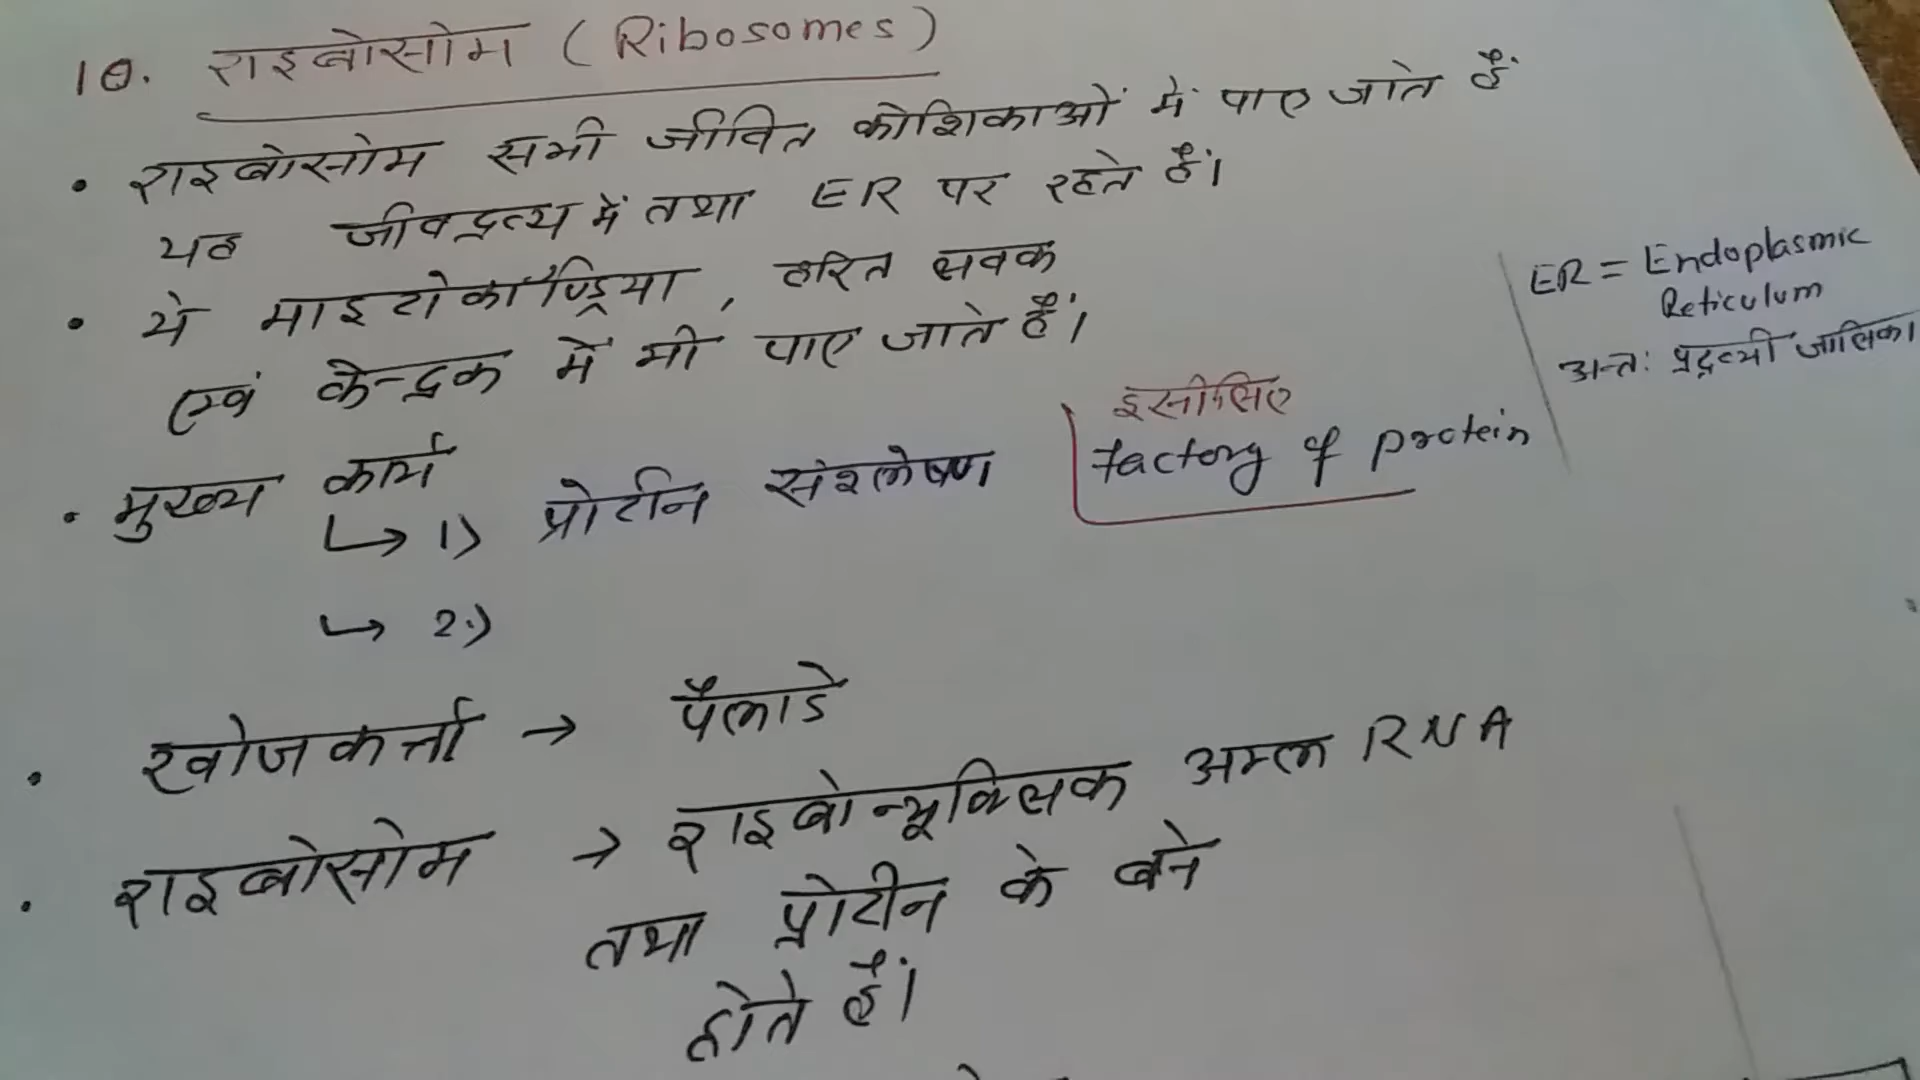 10. राइबोसोम (Ribosomes)
• राइबोसोम सभी जीवित कोशिकाओं में पाए जाते हैं
यह जीवद्रव्य में तथा ER पर रहते हैं।
• ये माइटोकॉण्ड्रिया, हरित लवक
एवं केन्द्रक में भी पाए जाते हैं।
ER = Endoplasmic
Reticulum
अन्तः प्रद्रव्यी जालिका
• मुख्य कार्य
↳ 1) प्रोटीन संश्लेषण
इसीलिए
factory of protein
↳ 2.)
• खोजकर्त्ता → पैलाडे
• राइबोसोम → राइबोन्यूक्लिक अम्ल RNA
तथा प्रोटीन के बने
होते हैं।